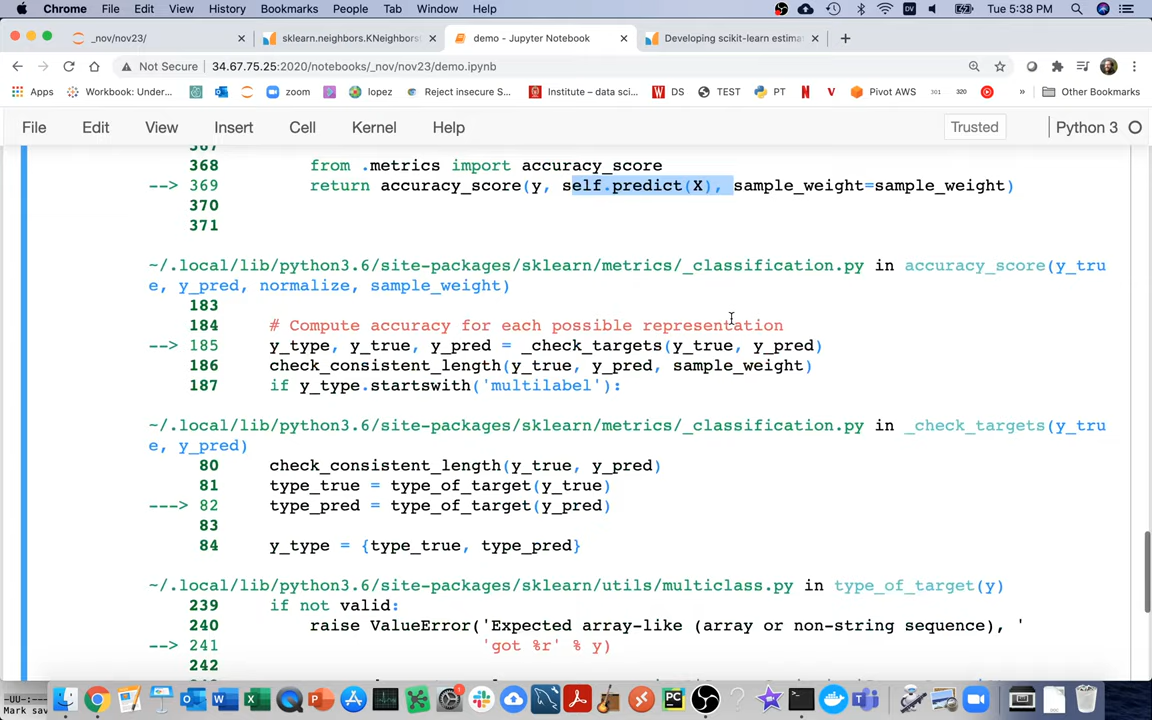 Chrome File Edit View History Bookmarks People Tab Window Help DV Tue 5:38 PM
_nov/nov23/ sklearn.neighbors.KNeighbors demo - Jupyter Notebook Developing scikit-learn estima
Not Secure 34.67.75.25:2020/notebooks/_nov/nov23/demo.ipynb
Apps Workbook: Under... zoom lopez Reject insecure S... Institute – data sci... DS TEST PT Pivot AWS Other Bookmarks
File Edit View Insert Cell Kernel Help Trusted Python 3
367
368 from .metrics import accuracy_score
--> 369 return accuracy_score(y, self.predict(X), sample_weight=sample_weight)
370
371
~/.local/lib/python3.6/site-packages/sklearn/metrics/_classification.py in accuracy_score(y_tru
e, y_pred, normalize, sample_weight)
183
184 # Compute accuracy for each possible representation
--> 185 y_type, y_true, y_pred = _check_targets(y_true, y_pred)
186 check_consistent_length(y_true, y_pred, sample_weight)
187 if y_type.startswith('multilabel'):
~/.local/lib/python3.6/site-packages/sklearn/metrics/_classification.py in _check_targets(y_tru
e, y_pred)
80 check_consistent_length(y_true, y_pred)
81 type_true = type_of_target(y_true)
---> 82 type_pred = type_of_target(y_pred)
83
84 y_type = {type_true, type_pred}
~/.local/lib/python3.6/site-packages/sklearn/utils/multiclass.py in type_of_target(y)
239 if not valid:
240 raise ValueError('Expected array-like (array or non-string sequence), '
--> 241 'got %r' % y)
242
-UU-:----
Mark sav